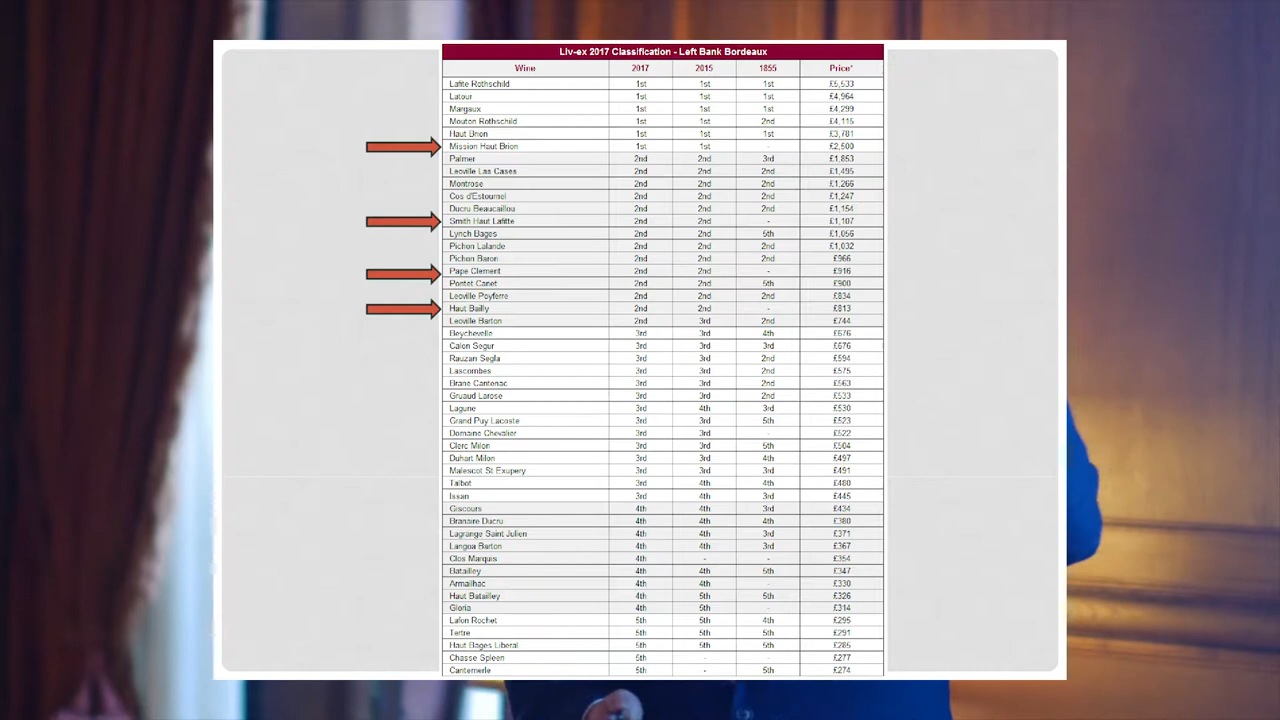 Liv-ex 2017 Classification - Left Bank Bordeaux
Wine 2017 2015 1855 Price*
Lafite Rothschild 1st 1st 1st £5,533
Latour 1st 1st 1st £4,964
Margaux 1st 1st 1st £4,299
Mouton Rothschild 1st 1st 2nd £4,115
Haut Brion 1st 1st 1st £3,781
Mission Haut Brion 1st 1st - £2,500
Palmer 2nd 2nd 3rd £1,853
Leoville Las Cases 2nd 2nd 2nd £1,495
Montrose 2nd 2nd 2nd £1,266
Cos d'Estournel 2nd 2nd 2nd £1,247
Ducru Beaucaillou 2nd 2nd 2nd £1,154
Smith Haut Lafitte 2nd 2nd - £1,107
Lynch Bages 2nd 2nd 5th £1,056
Pichon Lalande 2nd 2nd 2nd £1,032
Pichon Baron 2nd 2nd 2nd £966
Pape Clement 2nd 2nd - £916
Pontet Canet 2nd 2nd 5th £900
Leoville Poyferre 2nd 2nd 2nd £834
Haut Bailly 2nd 2nd - £813
Leoville Barton 2nd 3rd 2nd £744
Beychevelle 3rd 3rd 4th £676
Calon Segur 3rd 3rd 3rd £676
Rauzan Segla 3rd 3rd 2nd £594
Lascombes 3rd 3rd 2nd £575
Brane Cantenac 3rd 3rd 2nd £563
Gruaud Larose 3rd 3rd 2nd £533
Lagune 3rd 4th 3rd £530
Grand Puy Lacoste 3rd 3rd 5th £523
Domaine Chevalier 3rd 3rd - £522
Clerc Milon 3rd 3rd 5th £504
Duhart Milon 3rd 3rd 4th £497
Malescot St Exupery 3rd 3rd 3rd £491
Talbot 3rd 4th 4th £480
Issan 3rd 4th 3rd £445
Giscours 4th 4th 3rd £434
Branaire Ducru 4th 4th 4th £380
Lagrange Saint Julien 4th 4th 3rd £371
Langoa Barton 4th 4th 3rd £367
Clos Marquis 4th - - £354
Batailley 4th 4th 5th £347
Armailhac 4th 4th - £330
Haut Batailley 4th 5th 5th £326
Gloria 4th 5th - £314
Lafon Rochet 5th 5th 4th £295
Tertre 5th 5th 5th £291
Haut Bages Liberal 5th 5th 5th £285
Chasse Spleen 5th - - £277
Cantemerle 5th - 5th £274